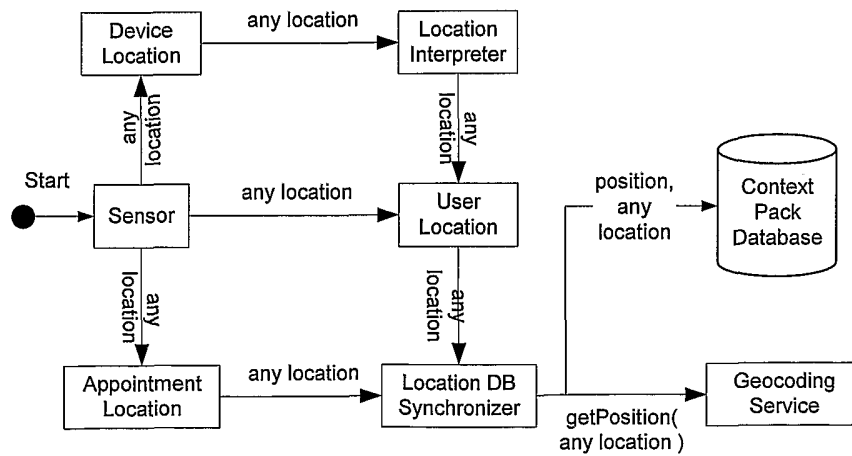 Device
Location
any location
Location
Interpreter
any
location
any
location
Start
Sensor
any location
User
Location
position,
any
location
Context
Pack
Database
any
location
any
location
Appointment
Location
any location
Location DB
Synchronizer
getPosition(
any location )
Geocoding
Service